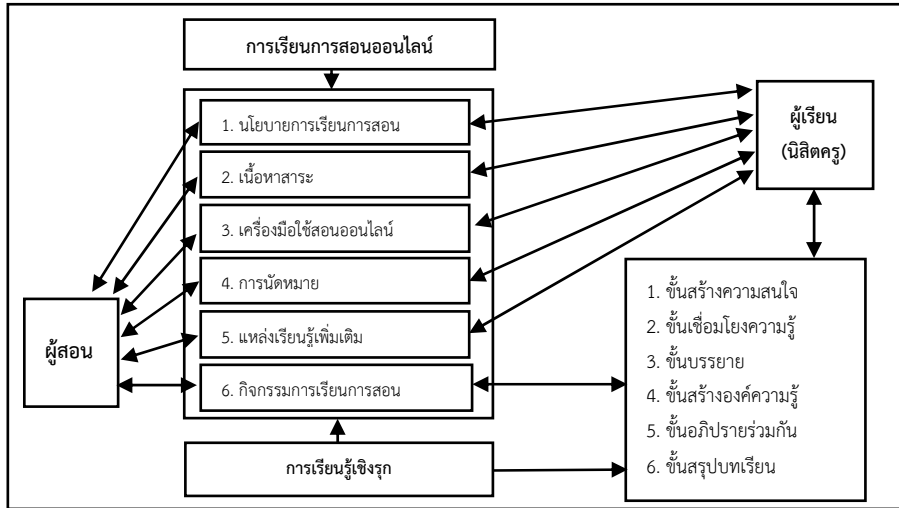 การเรียนการสอนออนไลน์
1. นโยบายการเรียนการสอน
2. เนื้อหาสาระ
3. เครื่องมือใช้สอนออนไลน์
4. การนัดหมาย
5. แหล่งเรียนรู้เพิ่มเติม
6. กิจกรรมการเรียนการสอน
การเรียนรู้เชิงรุก
ผู้สอน
ผู้เรียน
(นิสิตครู)
1. ขั้นสร้างความสนใจ
2. ขั้นเชื่อมโยงความรู้
3. ขั้นบรรยาย
4. ขั้นสร้างองค์ความรู้
5. ขั้นอภิปรายร่วมกัน
6. ขั้นสรุปบทเรียน